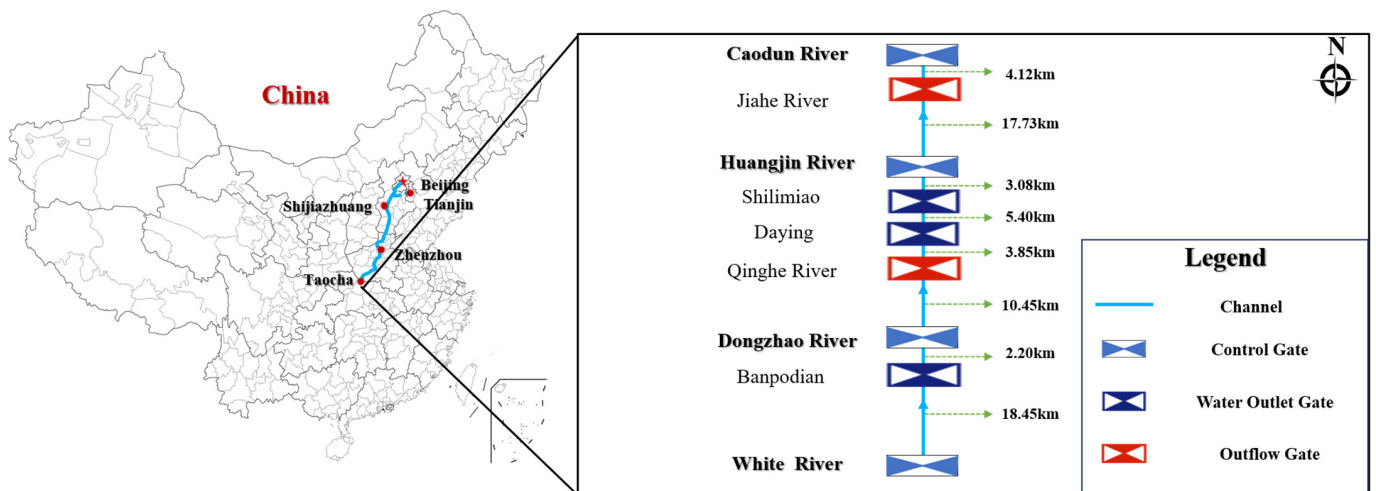 China
Beijing
Tianjin
Shijiazhuang
Zhenzhou
Taocha
N
Caodun River
4.12km
Jiahe River
17.73km
Huangjin River
3.08km
Shilimiao
5.40km
Daying
3.85km
Qinghe River
10.45km
Dongzhao River
2.20km
Banpodian
18.45km
White River
Legend
Channel
Control Gate
Water Outlet Gate
Outflow Gate